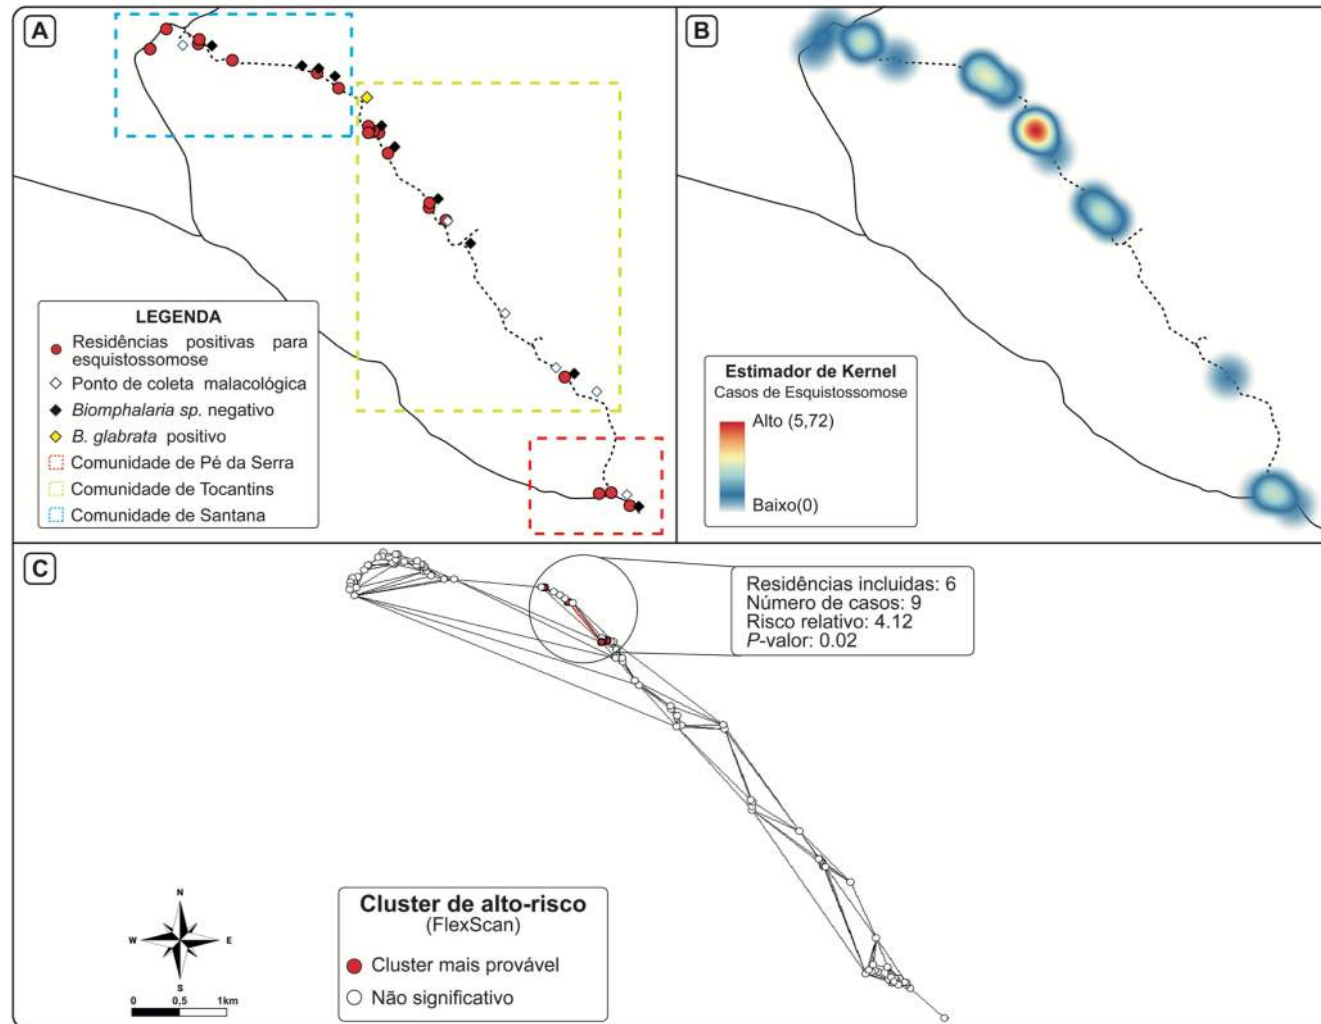 A
LEGENDA
Residências positivas para
esquistossomose
Ponto de coleta malacológica
Biomphalaria sp. negativo
B. glabrata positivo
Comunidade de Pé da Serra
Comunidade de Tocantins
Comunidade de Santana
B
Estimador de Kernel
Casos de Esquistossomose
Alto (5,72)
Baixo(0)
C
Residências incluidas: 6
Número de casos: 9
Risco relativo: 4.12
P-valor: 0.02
N
W E
S
0 0,5 1km
Cluster de alto-risco
(FlexScan)
Cluster mais provável
Não significativo